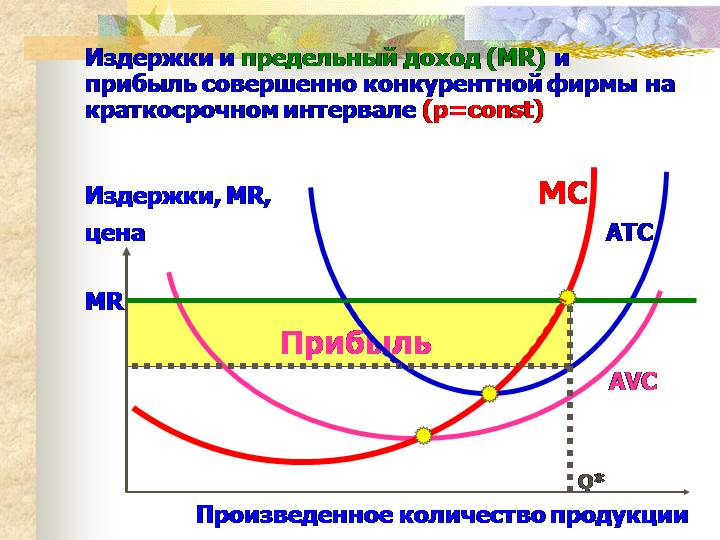 Издержки и предельный доход (MR) и
прибыль совершенно конкурентной фирмы на
краткосрочном интервале (p=const)
Издержки, MR,
цена
MC
ATC
MR
Прибыль
AVC
Q*
Произведенное количество продукции